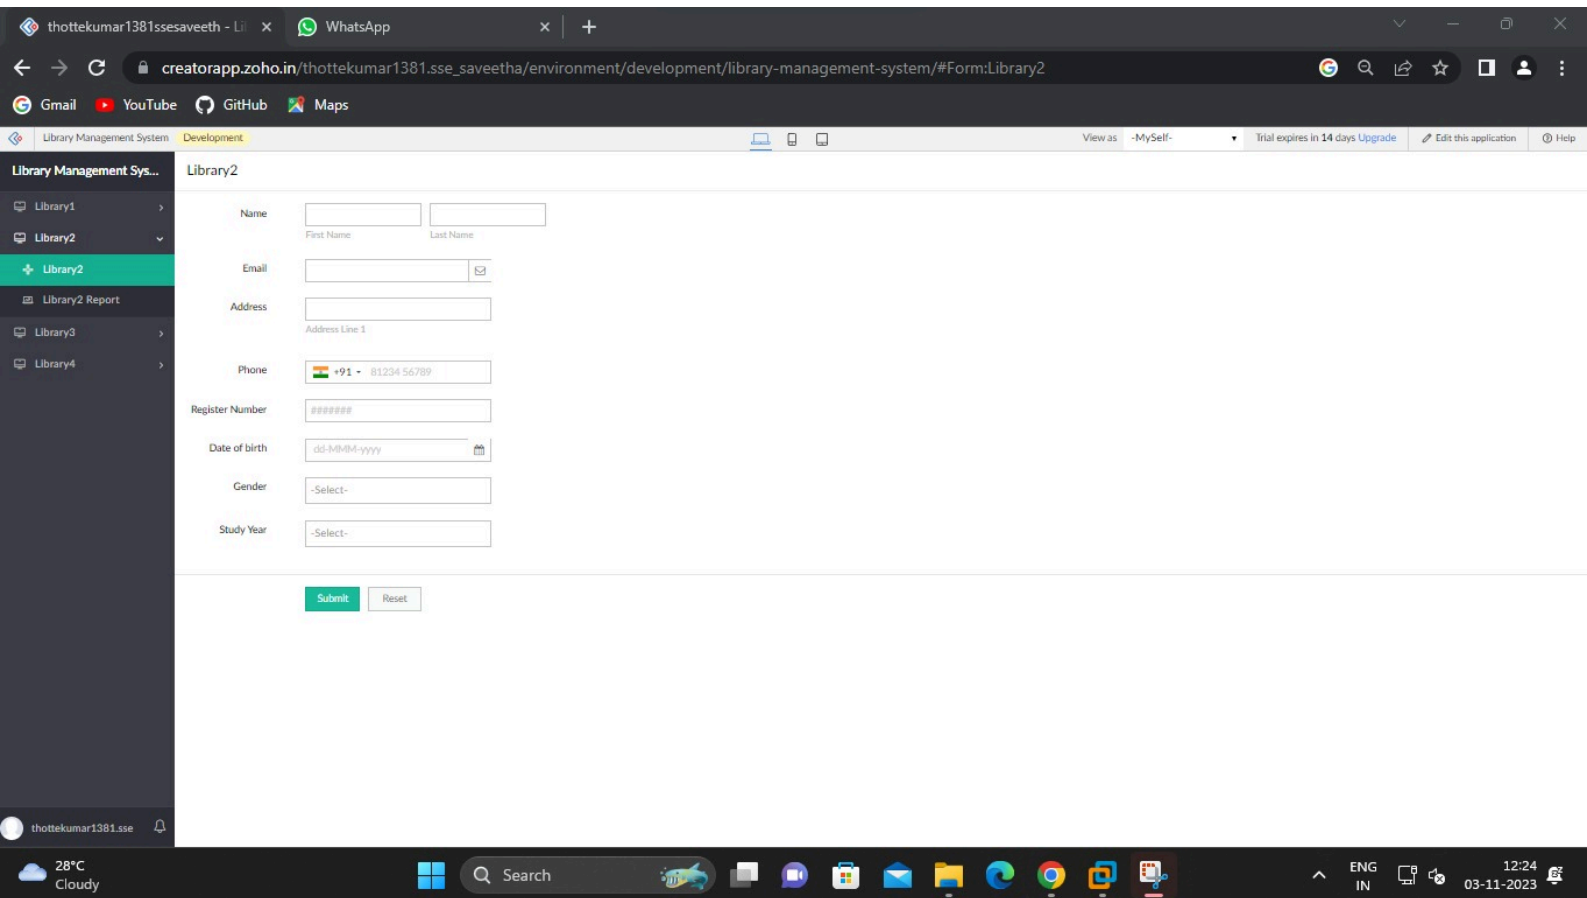 thottekumar1381ssesaveeth - Li
WhatsApp
creatorapp.zoho.in/thottekumar1381.sse_saveetha/environment/development/library-management-system/#Form:Library2
Gmail YouTube GitHub Maps
Library Management System Development View as -MySelf- Trial expires in 14 days Upgrade Edit this application Help
Library Management Sys...
Library1
Library2
Library2
Library2 Report
Library3
Library4
thottekumar1381.sse
Library2
Name
First Name Last Name
Email
Address
Address Line 1
Phone +91 81234 56789
Register Number #######
Date of birth dd-MMM-yyyy
Gender -Select-
Study Year -Select-
Submit Reset
28°C
Cloudy
Search
ENG
IN
12:24
03-11-2023